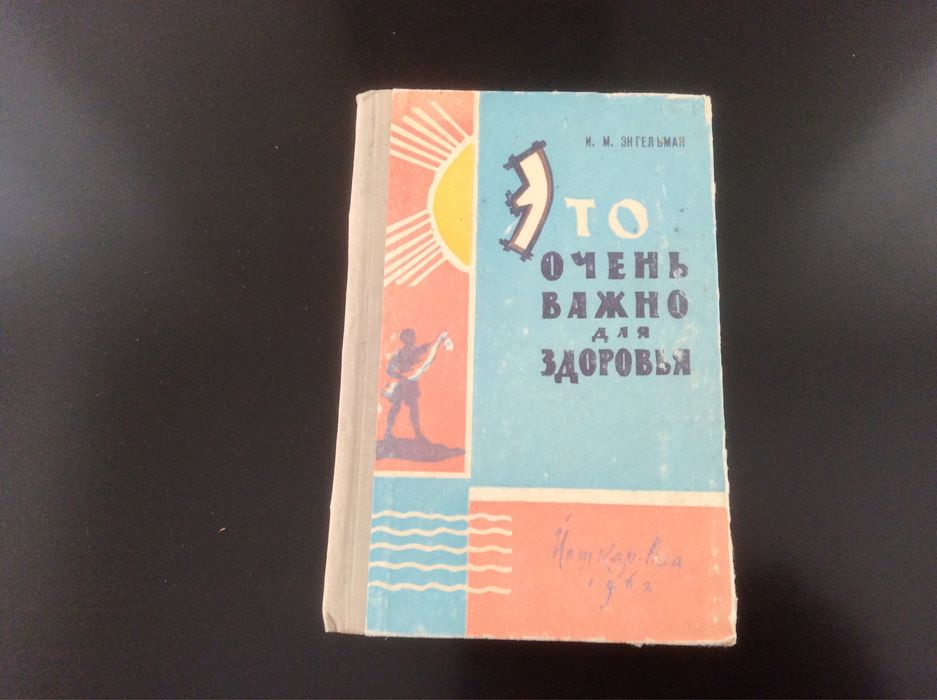 И. М. ЭНГЕЛЬМАН
ЭТО
ОЧЕНЬ
ВАЖНО
ДЛЯ
ЗДОРОВЬЯ
Йошкар-Ола
1962